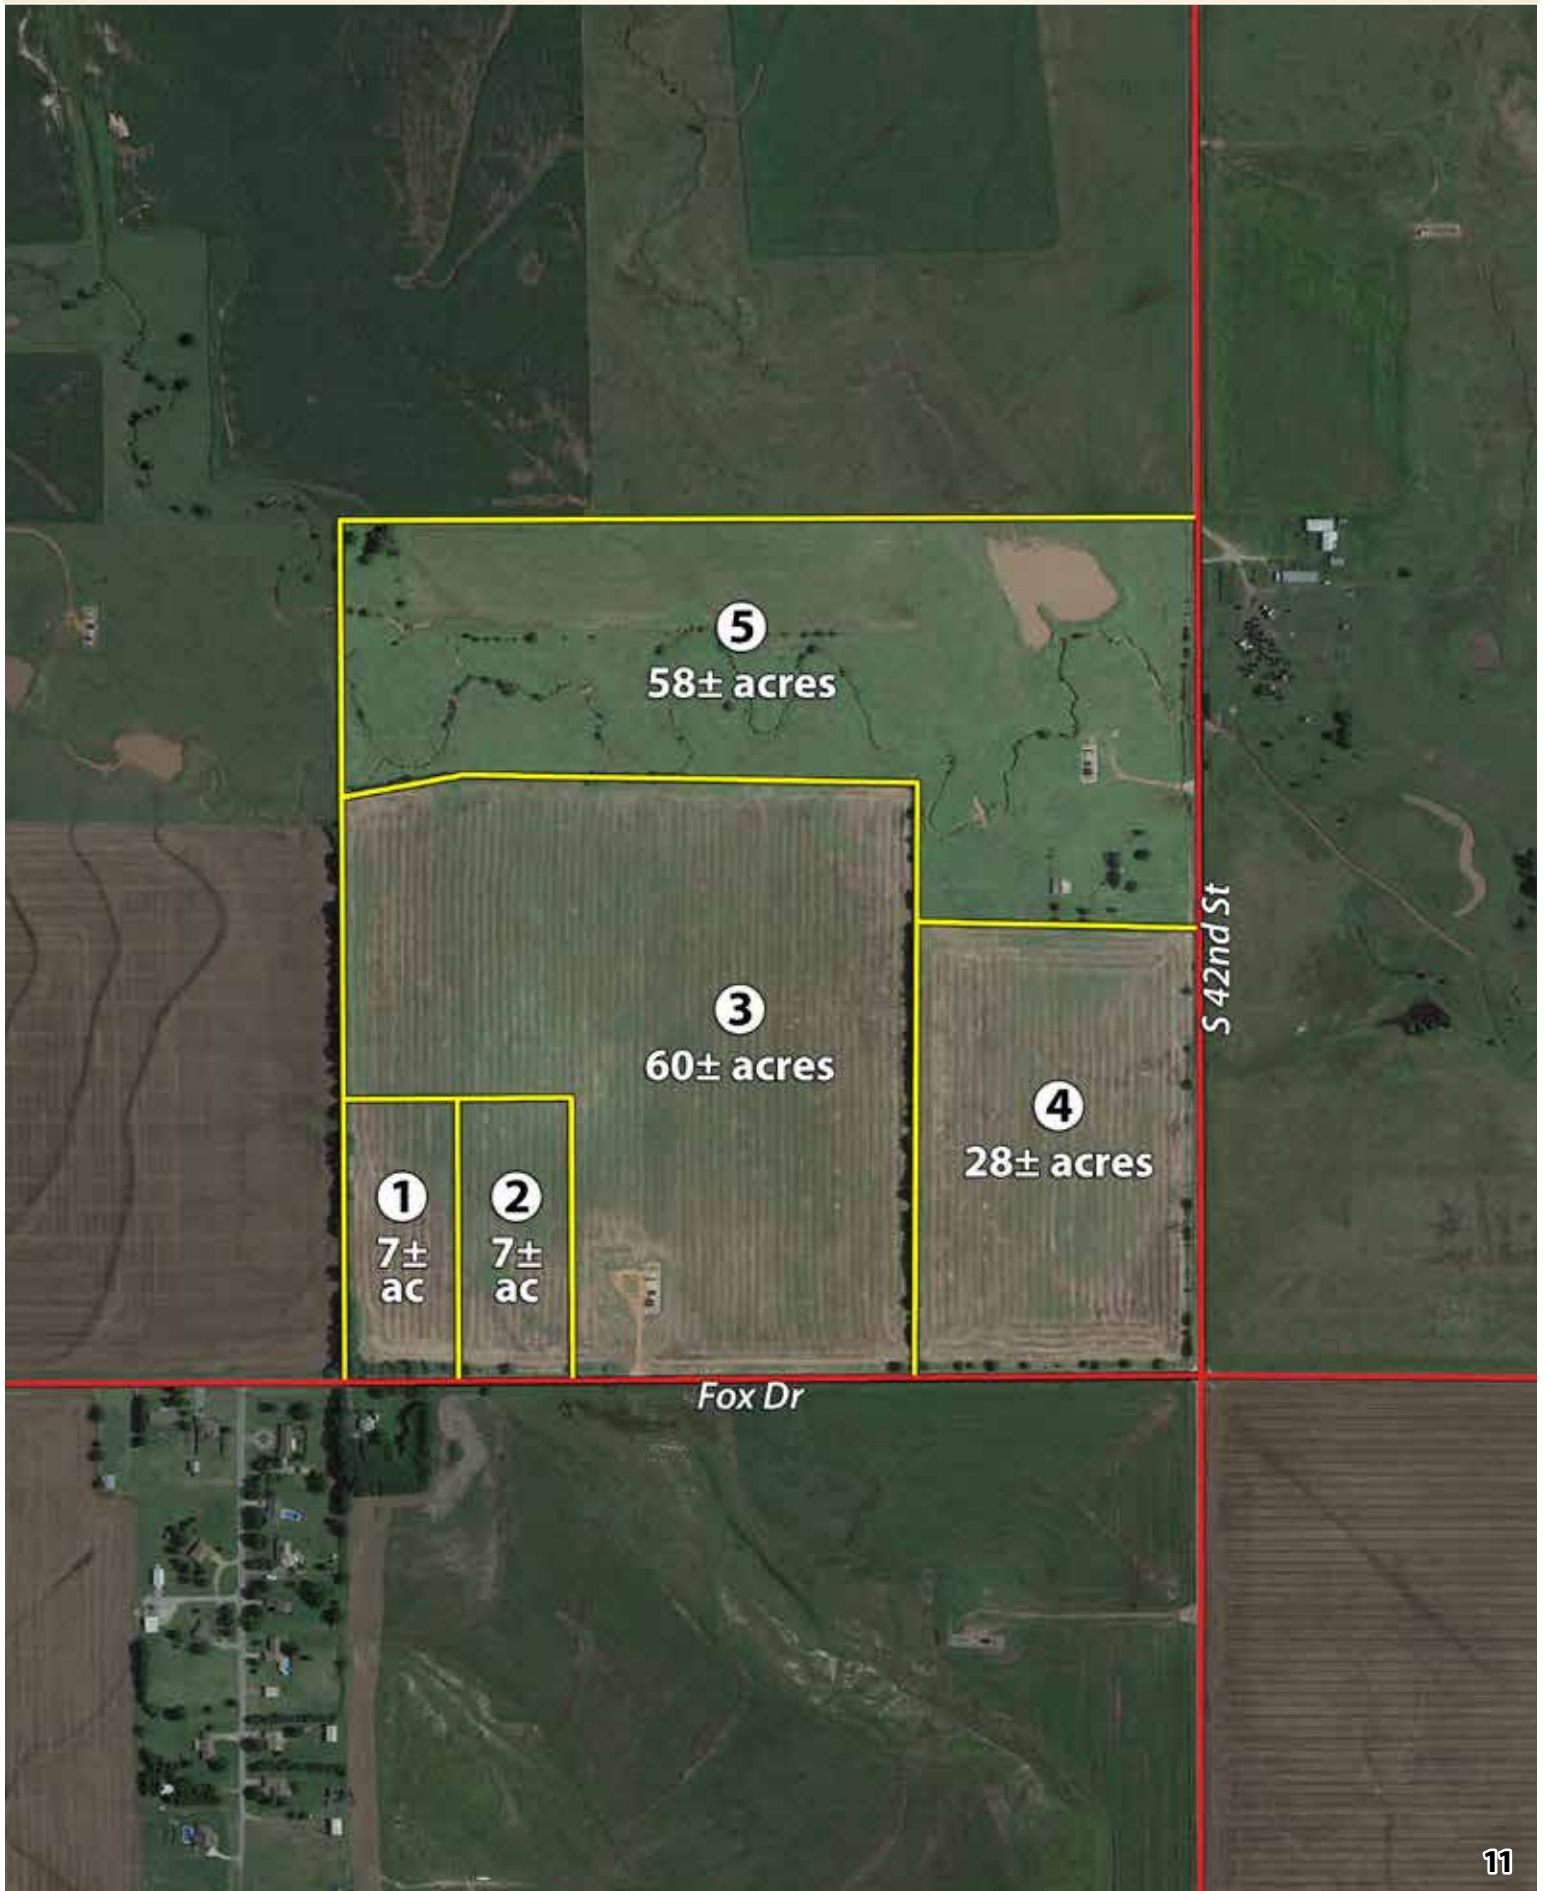 5
58± acres
3
60± acres
S 42nd St
4
28± acres
1
7±
ac
2
7±
ac
Fox Dr
11